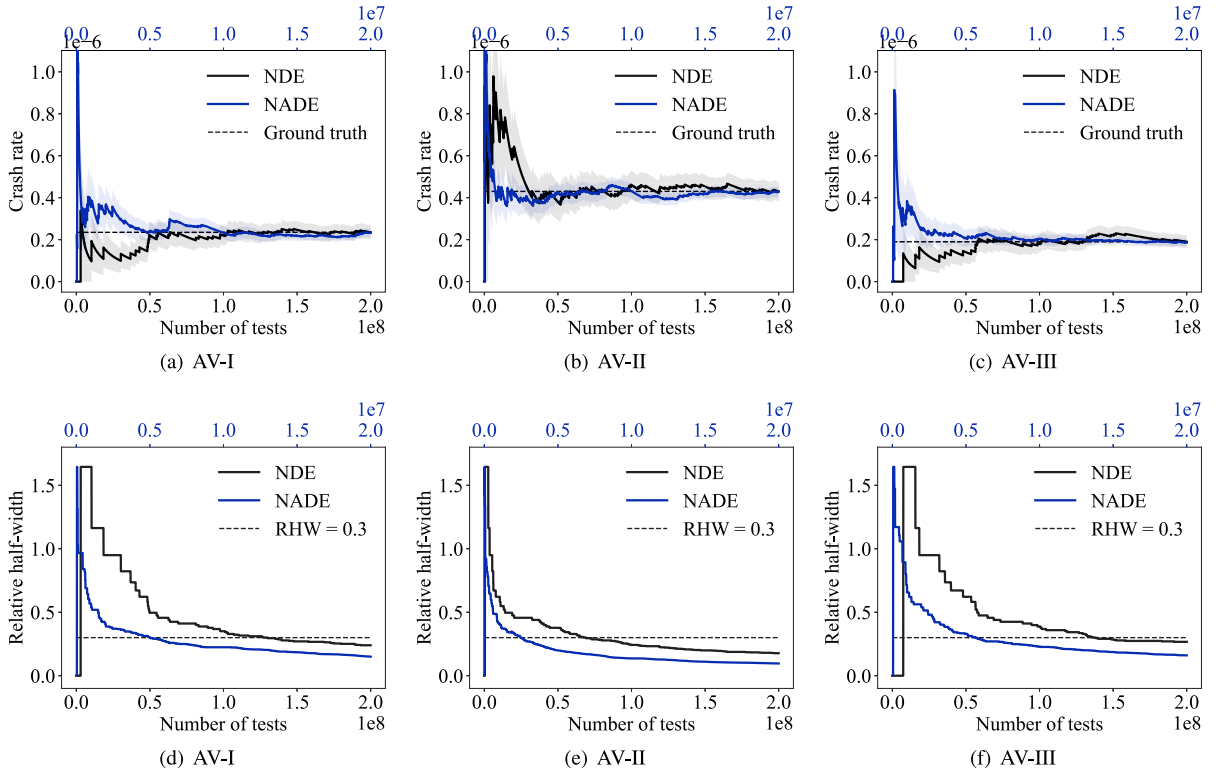 1e7
0.0 0.5 1.0 1.5 2.0
1e−6
Crash rate
1.0
0.8
0.6
0.4
0.2
0.0
NDE
NADE
Ground truth
0.0 0.5 1.0 1.5 2.0
Number of tests
1e8
(a) AV-I
1e7
0.0 0.5 1.0 1.5 2.0
1e−6
Crash rate
1.0
0.8
0.6
0.4
0.2
0.0
NDE
NADE
Ground truth
0.0 0.5 1.0 1.5 2.0
Number of tests
1e8
(b) AV-II
1e7
0.0 0.5 1.0 1.5 2.0
1e−6
Crash rate
1.0
0.8
0.6
0.4
0.2
0.0
NDE
NADE
Ground truth
0.0 0.5 1.0 1.5 2.0
Number of tests
1e8
(c) AV-III
1e7
0.0 0.5 1.0 1.5 2.0
Relative half-width
1.5
1.0
0.5
0.0
NDE
NADE
RHW = 0.3
0.0 0.5 1.0 1.5 2.0
Number of tests
1e8
(d) AV-I
1e7
0.0 0.5 1.0 1.5 2.0
Relative half-width
1.5
1.0
0.5
0.0
NDE
NADE
RHW = 0.3
0.0 0.5 1.0 1.5 2.0
Number of tests
1e8
(e) AV-II
1e7
0.0 0.5 1.0 1.5 2.0
Relative half-width
1.5
1.0
0.5
0.0
NDE
NADE
RHW = 0.3
0.0 0.5 1.0 1.5 2.0
Number of tests
1e8
(f) AV-III